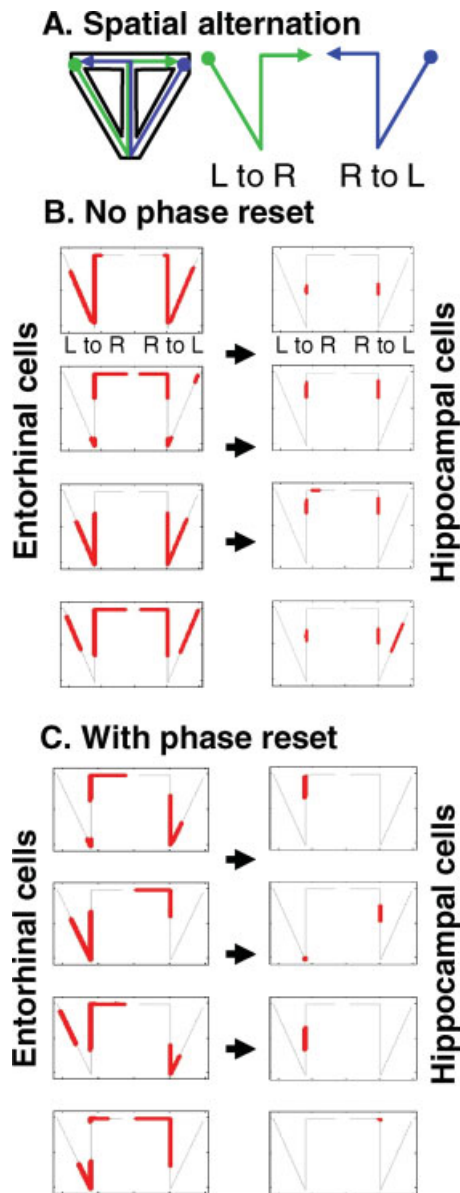 A. Spatial alternation
L to R R to L
B. No phase reset
Entorhinal cells
L to R R to L L to R R to L
Hippocampal cells
C. With phase reset
Entorhinal cells
Hippocampal cells